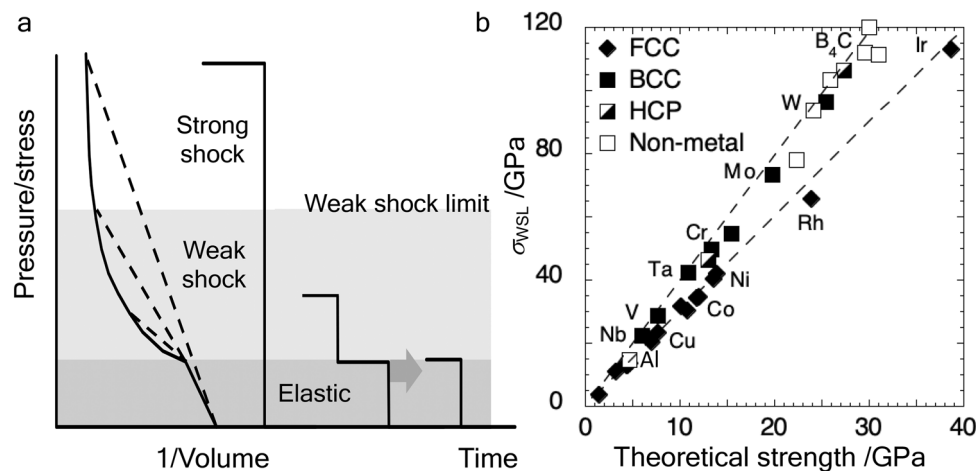 a
Pressure/stress
Strong
shock
Weak shock limit
Weak
shock
Elastic
1/Volume
Time
b
σWSL /GPa
120
80
40
0
FCC
BCC
HCP
Non-metal
B4C
Ir
W
Mo
Rh
Cr
Ta
Ni
V
Co
Nb
Cu
Al
0 10 20 30 40
Theoretical strength /GPa